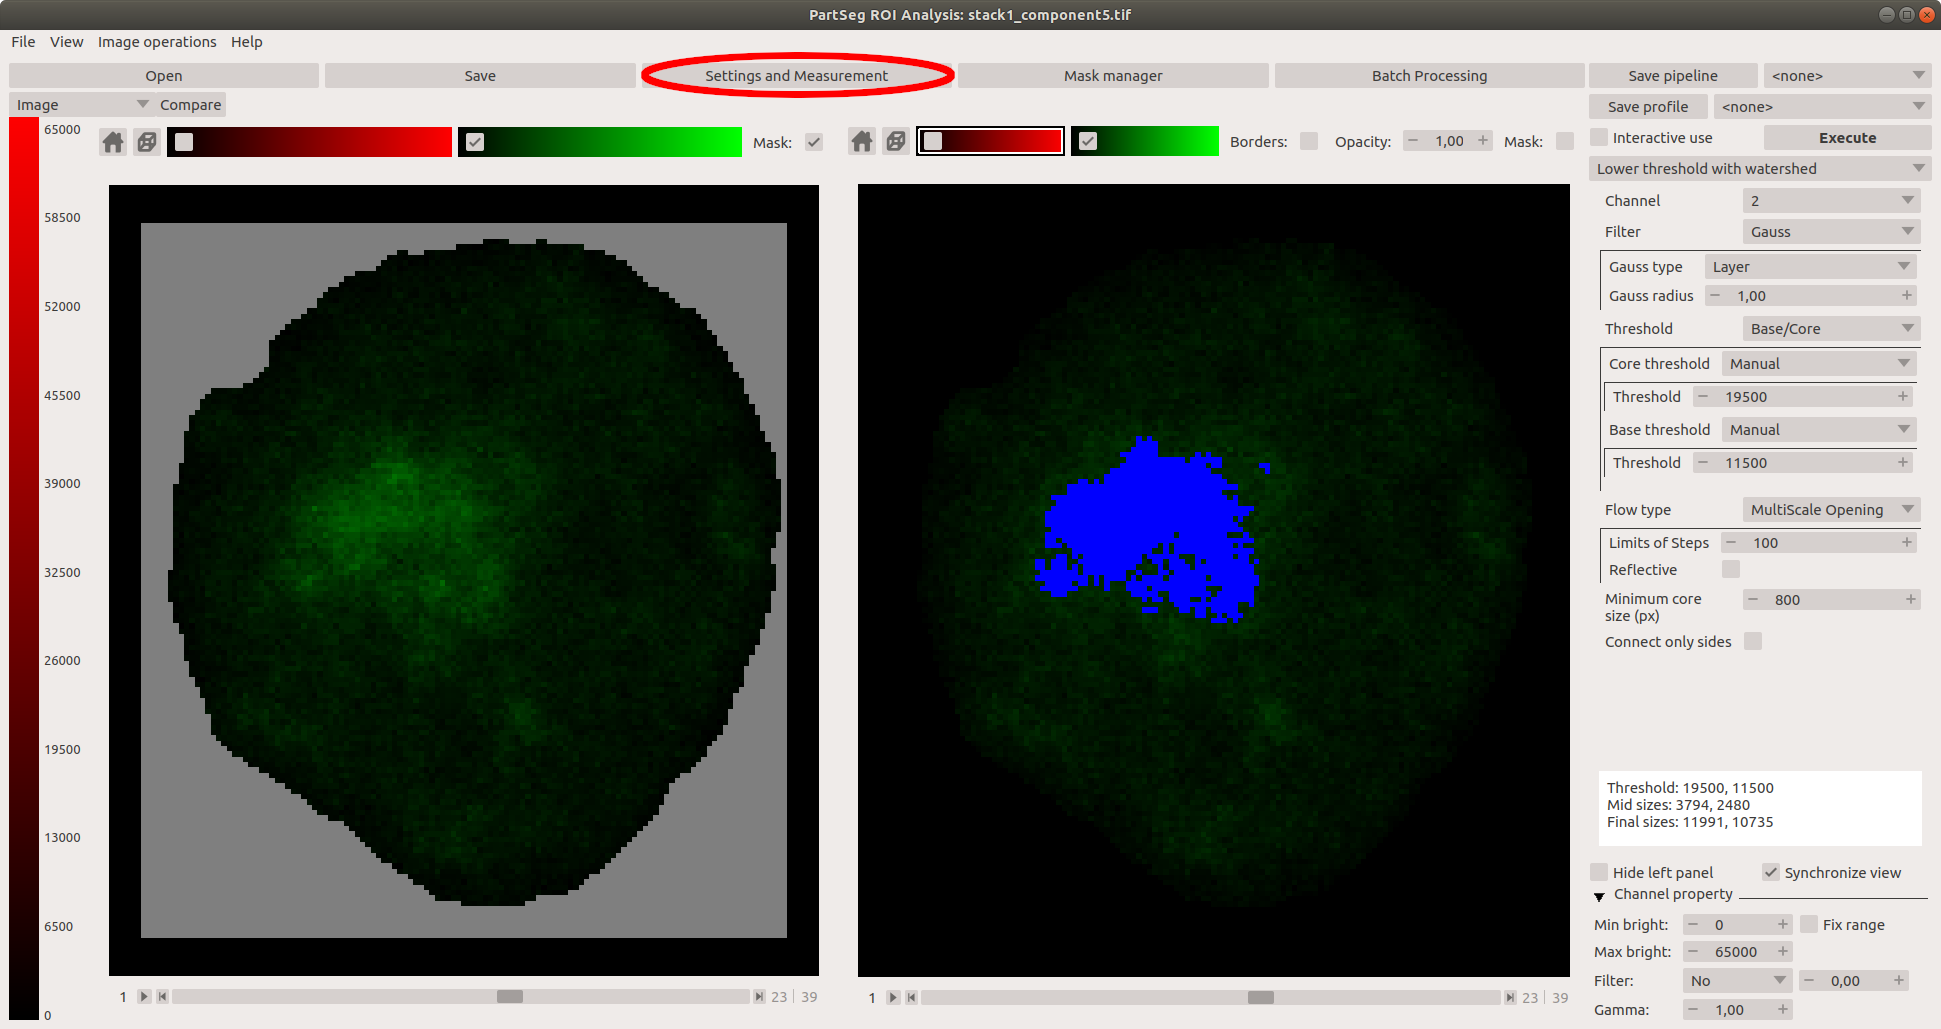 PartSeg ROI Analysis: stack1_component5.tif
File View Image operations Help
Open Save Settings and Measurement Mask manager Batch Processing Save pipeline <none>
Image Compare Save profile <none>
65000
Mask: Borders: Opacity: 1,00 Mask:
Interactive use Execute
Lower threshold with watershed
Channel 2
Filter Gauss
Gauss type Layer
Gauss radius 1,00
Threshold Base/Core
Core threshold Manual
Threshold 19500
Base threshold Manual
Threshold 11500
Flow type MultiScale Opening
Limits of Steps 100
Reflective
Minimum core
size (px)
800
Connect only sides
58500
52000
45500
39000
32500
26000
19500
13000
6500
0
Threshold: 19500, 11500
Mid sizes: 3794, 2480
Final sizes: 11991, 10735
Hide left panel Synchronize view
Channel property
Min bright: 0 Fix range
Max bright: 65000
Filter: No 0,00
Gamma: 1,00
1 23 39
1 23 39